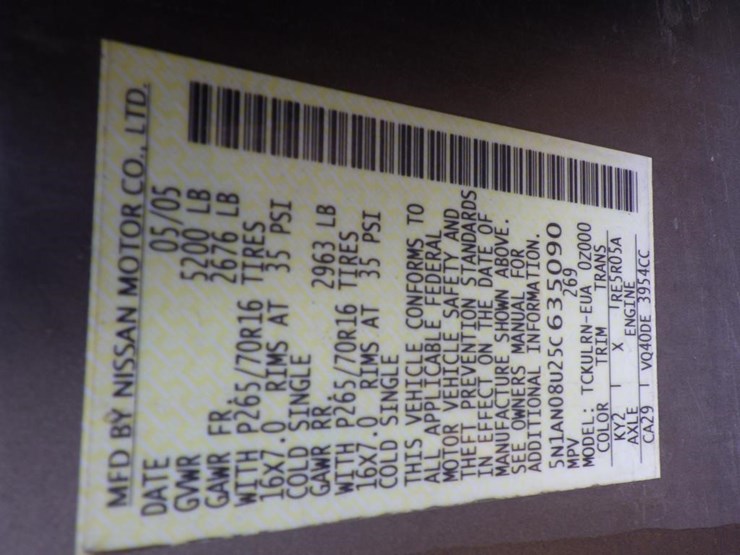 MFD BY NISSAN MOTOR CO., LTD.
DATE 05/05
GVWR 5200 LB
GAWR FR 2676 LB
WITH P265/70R16 TIRES
16X7.0 RIMS AT 35 PSI
COLD SINGLE
GAWR RR 2963 LB
WITH P265/70R16 TIRES
16X7.0 RIMS AT 35 PSI
COLD SINGLE
THIS VEHICLE CONFORMS TO
ALL APPLICABLE FEDERAL
MOTOR VEHICLE SAFETY AND
THEFT PREVENTION STANDARDS
IN EFFECT ON THE DATE OF
MANUFACTURE SHOWN ABOVE.
SEE OWNERS MANUAL FOR
ADDITIONAL INFORMATION.
5N1AN08U25C635090
MPV 269
MODEL: TCKULRN-EUA 0Z000
COLOR TRIM TRANS
KY2 X RE5R05A
AXLE ENGINE
CA29 VQ40DE 3954CC